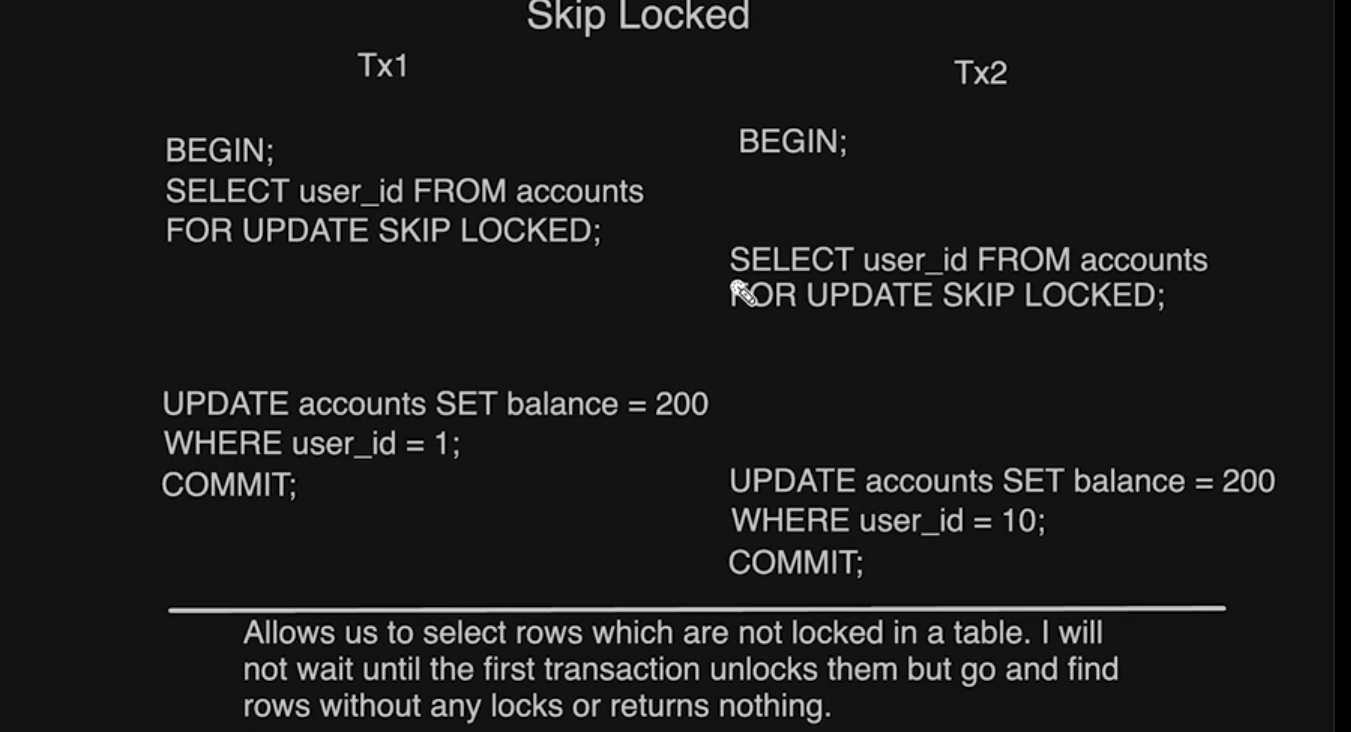 Skip Locked
Tx1
BEGIN;
SELECT user_id FROM accounts
FOR UPDATE SKIP LOCKED;
UPDATE accounts SET balance = 200
WHERE user_id = 1;
COMMIT;
Tx2
BEGIN;
SELECT user_id FROM accounts
FOR UPDATE SKIP LOCKED;
UPDATE accounts SET balance = 200
WHERE user_id = 10;
COMMIT;
Allows us to select rows which are not locked in a table. I will
not wait until the first transaction unlocks them but go and find
rows without any locks or returns nothing.